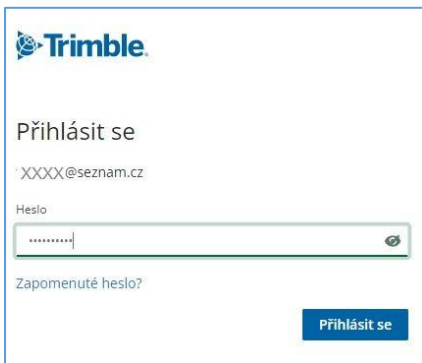 Trimble.
Přihlásit se
XXXX@seznam.cz
Heslo
••••••••••
Zapomenuté heslo?
Přihlásit se